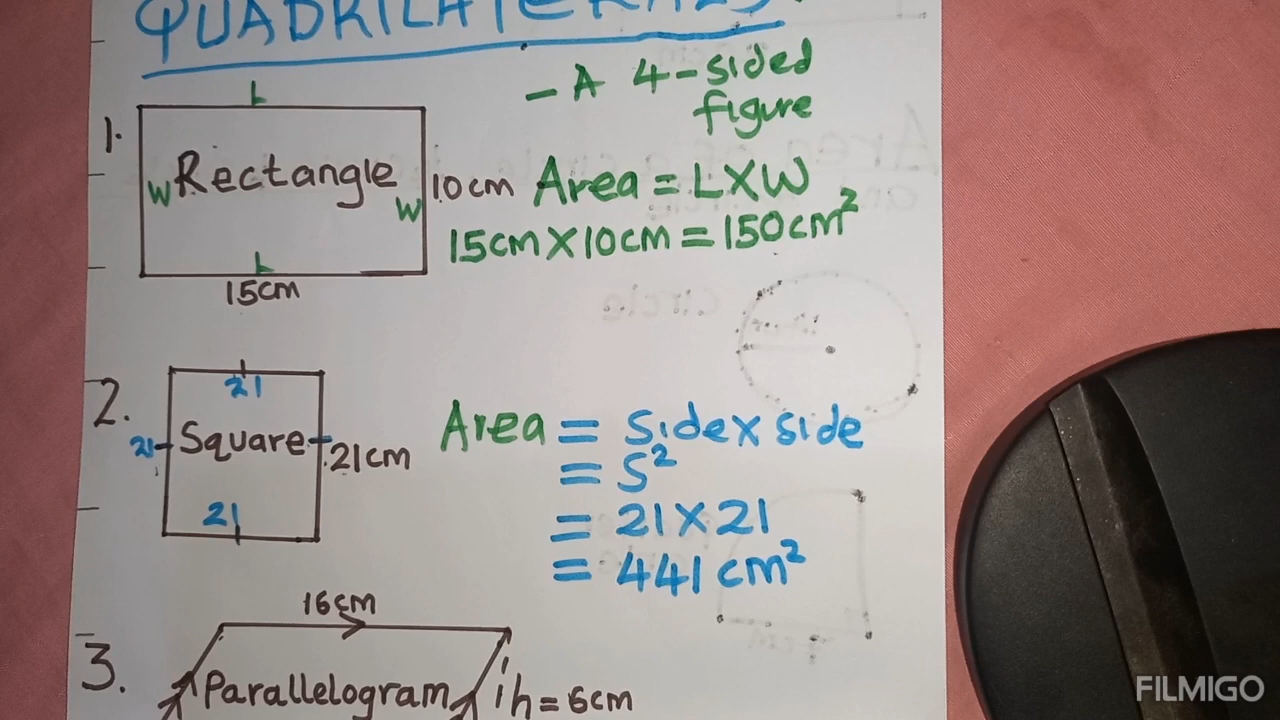 QUADRILATERALS.
- A 4-sided
figure
1.
L
W Rectangle W
10cm
Area = L X W
15cm X 10cm = 150cm²
L
15cm
2.
21
21 Square 21cm
21
Area = Side x side
= S²
= 21 x 21
= 441 cm²
16cm
3.
Parallelogram
h = 6cm
circle
FILMIGO